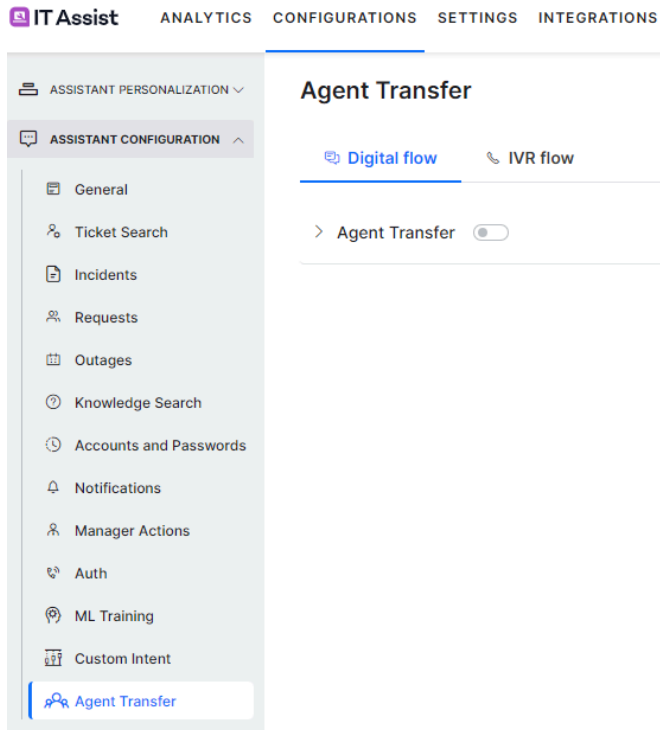 IT Assist ANALYTICS CONFIGURATIONS SETTINGS INTEGRATIONS
ASSISTANT PERSONALIZATION
ASSISTANT CONFIGURATION
General
Ticket Search
Incidents
Requests
Outages
Knowledge Search
Accounts and Passwords
Notifications
Manager Actions
Auth
ML Training
Custom Intent
Agent Transfer
Agent Transfer
Digital flow IVR flow
Agent Transfer